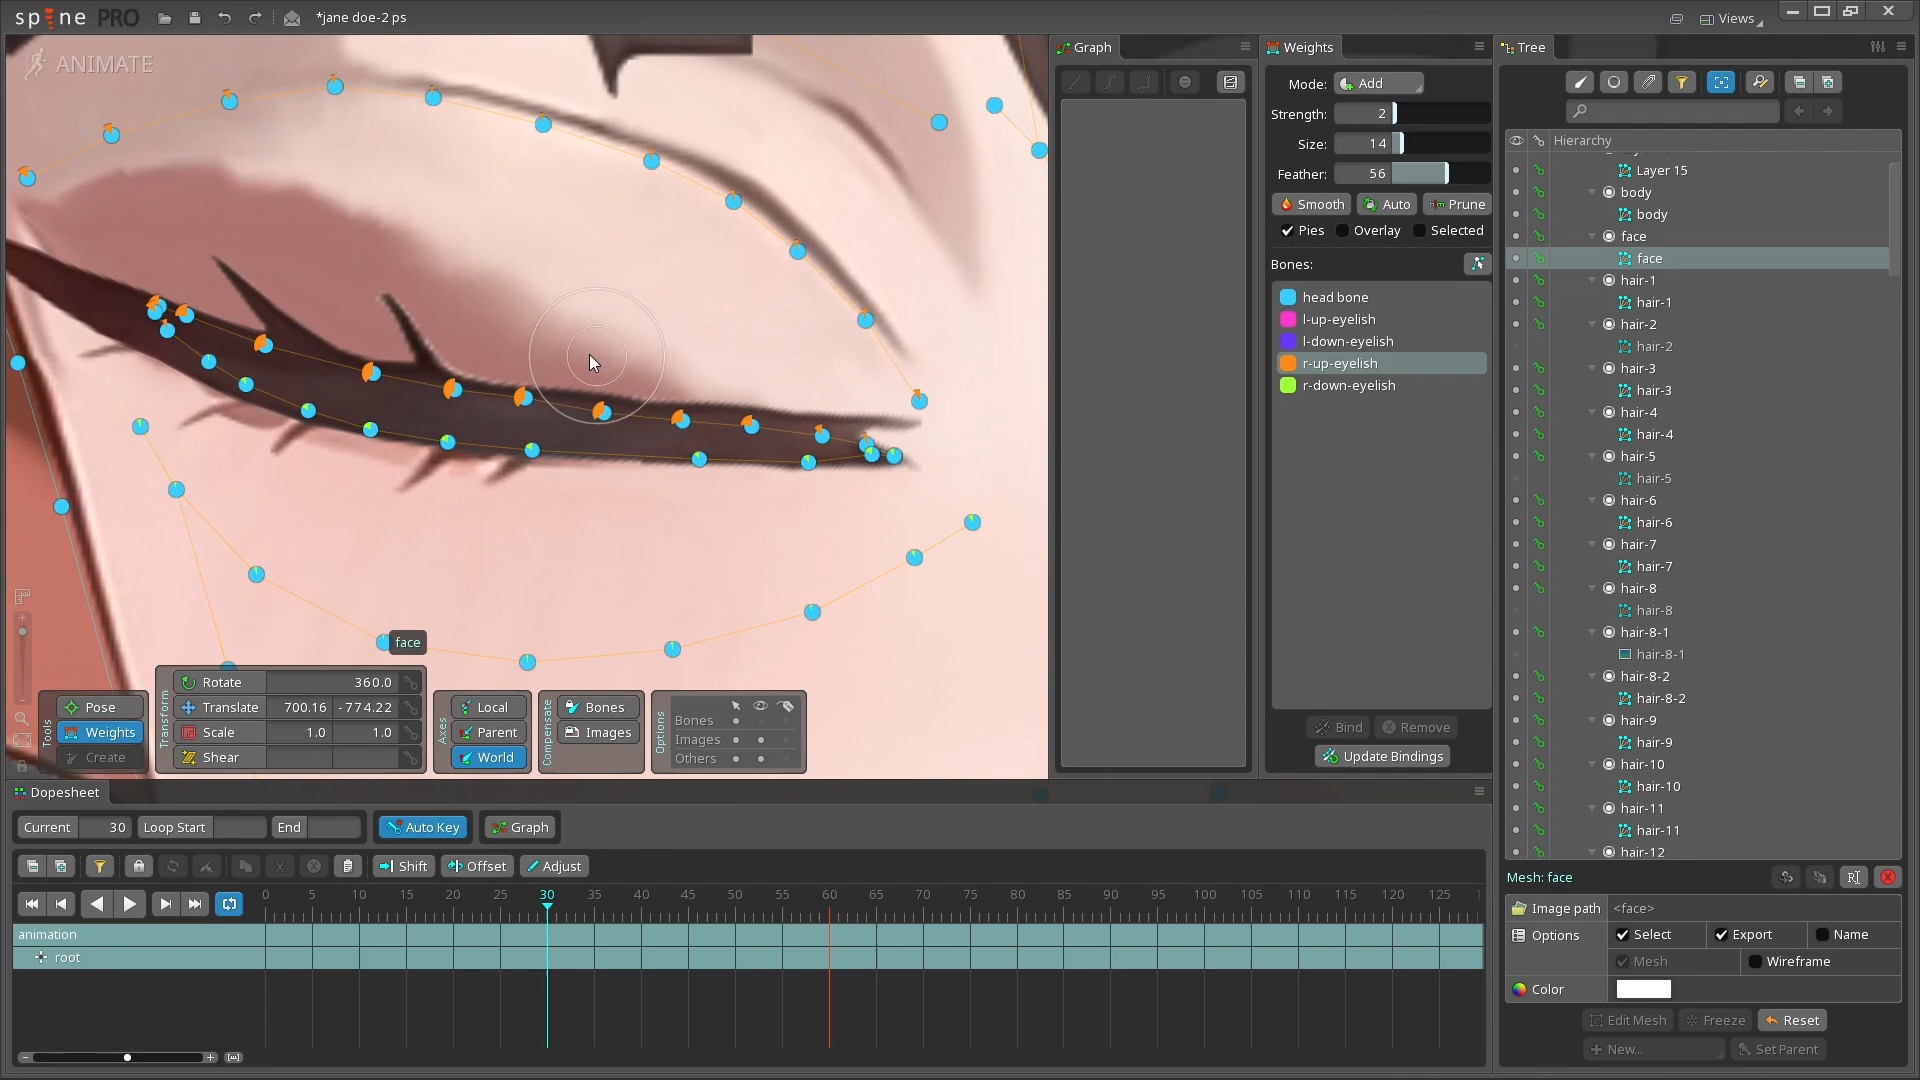 spine PRO
*jane doe-2 ps
Views
ANIMATE
Graph
Weights
Mode: Add
Strength: 2
Size: 14
Feather: 56
Smooth Auto Prune
Pies Overlay Selected
Bones:
head bone
l-up-eyelish
l-down-eyelish
r-up-eyelish
r-down-eyelish
Bind Remove
Update Bindings
Tree
Hierarchy
Layer 15
body
body
face
face
hair-1
hair-1
hair-2
hair-2
hair-3
hair-3
hair-4
hair-4
hair-5
hair-5
hair-6
hair-6
hair-7
hair-7
hair-8
hair-8
hair-8-1
hair-8-1
hair-8-2
hair-8-2
hair-9
hair-9
hair-10
hair-10
hair-11
hair-11
hair-12
Mesh: face
Image path <face>
Options Select Export Name
Mesh Wireframe
Color
Edit Mesh Freeze Reset
New... Set Parent
face
Tools
Pose
Weights
Create
Transform
Rotate 360.0
Translate 700.16 -774.22
Scale 1.0 1.0
Shear
Axes
Local
Parent
World
Compensate
Bones
Images
Options
Bones
Images
Others
Dopesheet
Current 30 Loop Start End Auto Key Graph
Shift Offset Adjust
0 5 10 15 20 25 30 35 40 45 50 55 60 65 70 75 80 85 90 95 100 105 110 115 120 125
animation
root